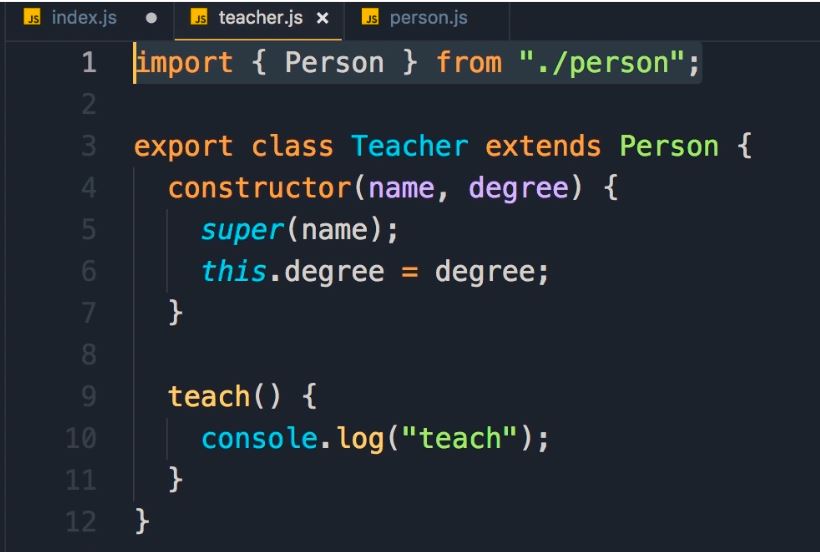 JS index.js ●
JS teacher.js ×
JS person.js
1 import { Person } from "./person";
2
3 export class Teacher extends Person {
4   constructor(name, degree) {
5     super(name);
6     this.degree = degree;
7   }
8
9   teach() {
10     console.log("teach");
11   }
12 }